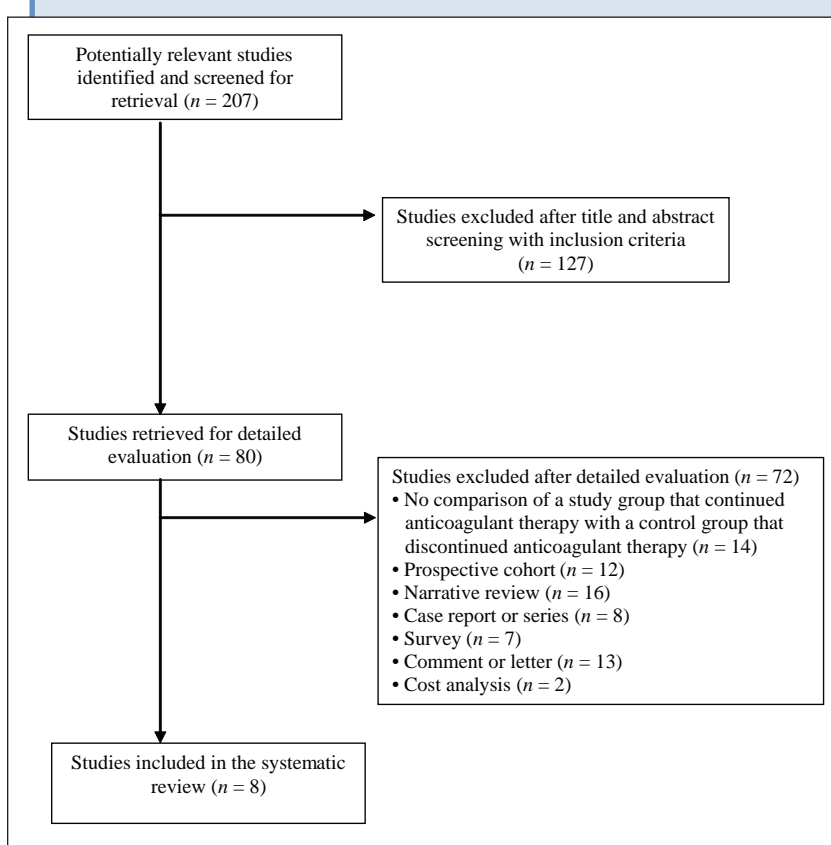 Potentially relevant studies
identified and screened for
retrieval (n = 207)
Studies excluded after title and abstract
screening with inclusion criteria
(n = 127)
Studies retrieved for detailed
evaluation (n = 80)
Studies excluded after detailed evaluation (n = 72)
• No comparison of a study group that continued
anticoagulant therapy with a control group that
discontinued anticoagulant therapy (n = 14)
• Prospective cohort (n = 12)
• Narrative review (n = 16)
• Case report or series (n = 8)
• Survey (n = 7)
• Comment or letter (n = 13)
• Cost analysis (n = 2)
Studies included in the systematic
review (n = 8)